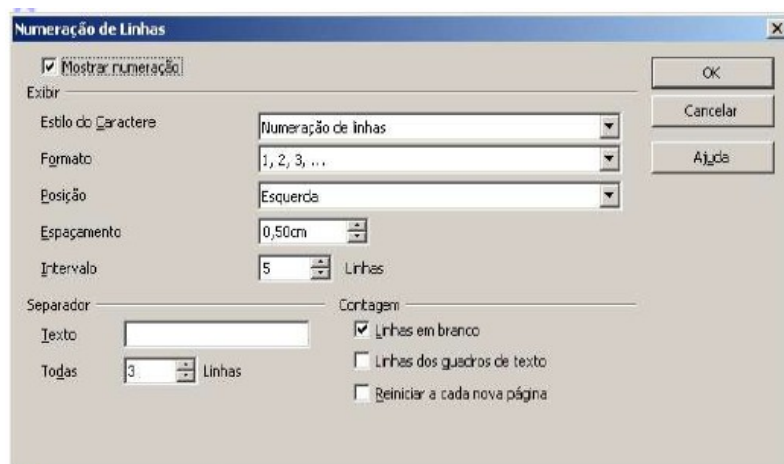 Numeração de Linhas
Mostrar numeração
OK
Exibir
Cancelar
Estilo do Caractere
Numeração de linhas
Formato
1, 2, 3, ...
Ajuda
Posição
Esquerda
Espaçamento
0,50cm
Intervalo
5
Linhas
Separador
Contagem
Texto
Linhas em branco
Todas
3
Linhas
Linhas dos quadros de texto
Reiniciar a cada nova página